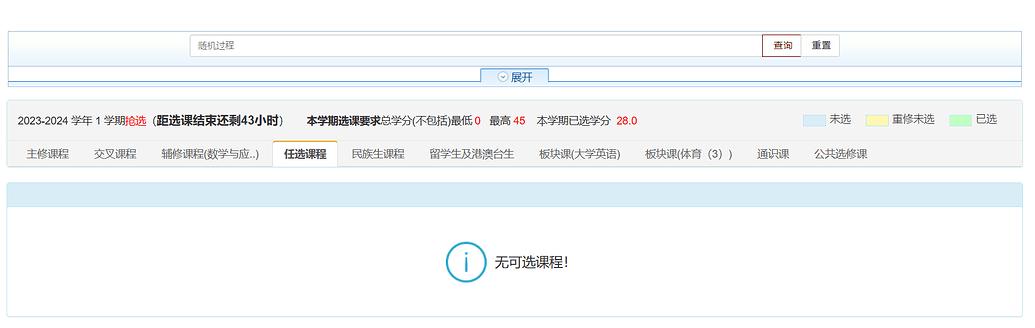 随机过程 查询 重置
展开
2023-2024 学年 1 学期抢选（距选课结束还剩43小时） 本学期选课要求总学分(不包括)最低 0 最高 45 本学期已选学分 28.0 未选 重修未选 已选
主修课程 交叉课程 辅修课程(数学与应..) 任选课程 民族生课程 留学生及港澳台生 板块课(大学英语) 板块课(体育（3）) 通识课 公共选修课
无可选课程！